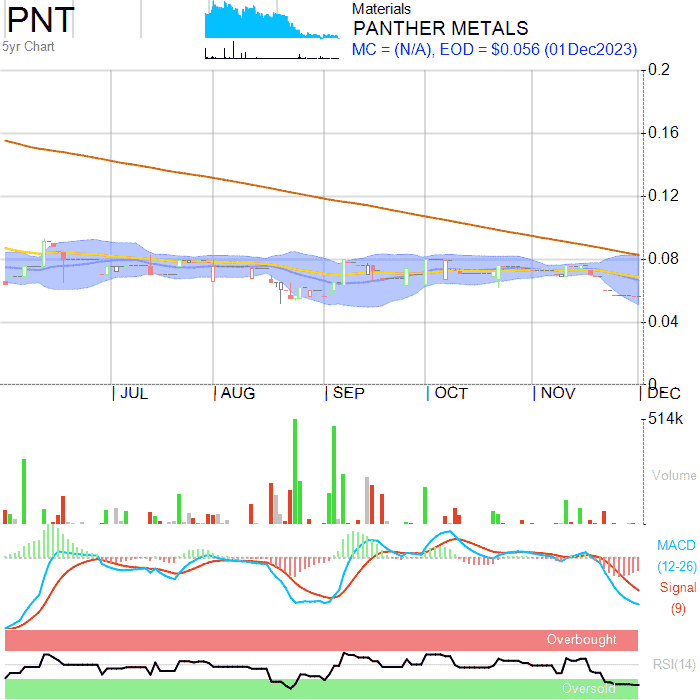 PNT
5yr Chart
Materials
PANTHER METALS
MC = (N/A), EOD = $0.056 (01Dec2023)
0.2
0.16
0.12
0.08
0.04
0
JUL
AUG
SEP
OCT
NOV
DEC
514k
Volume
MACD
(12-26)
Signal
(9)
Overbought
RSI(14)
Oversold